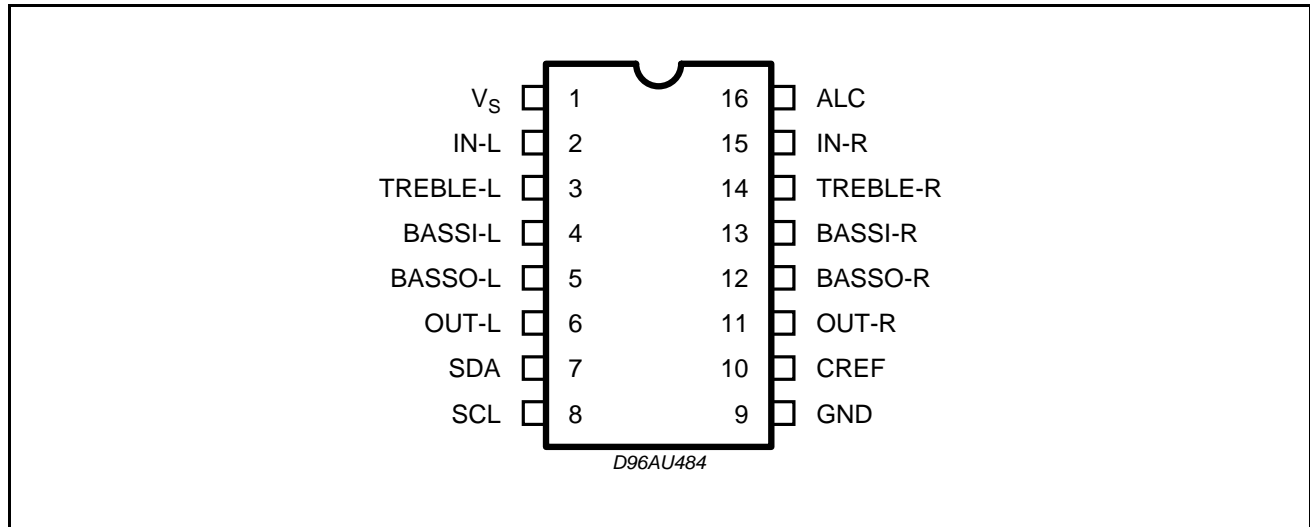 V_S 1 16 ALC
IN-L 2 15 IN-R
TREBLE-L 3 14 TREBLE-R
BASSI-L 4 13 BASSI-R
BASSO-L 5 12 BASSO-R
OUT-L 6 11 OUT-R
SDA 7 10 CREF
SCL 8 9 GND
D96AU484